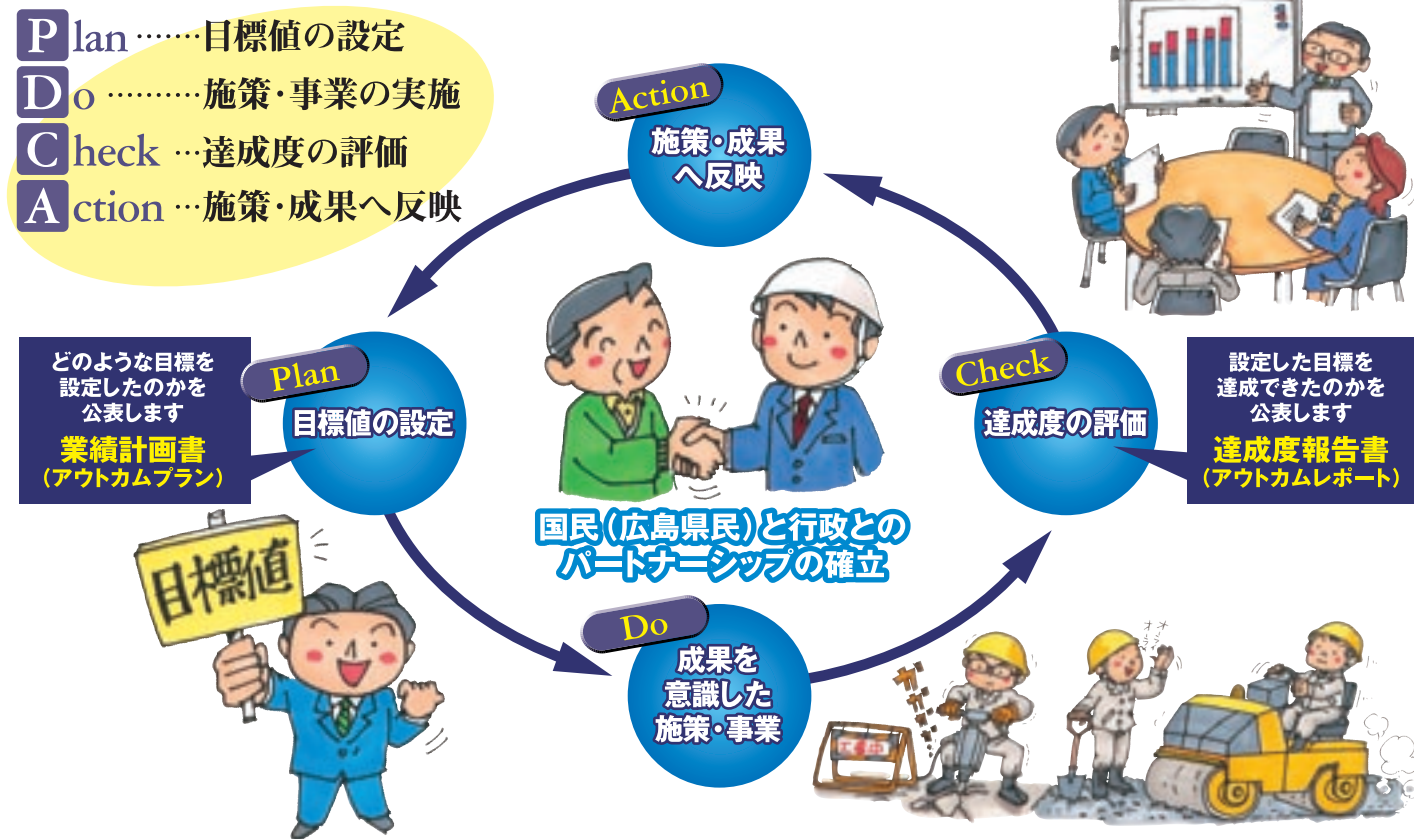 Plan ……目標値の設定
Do ………施策・事業の実施
Check …達成度の評価
Action …施策・成果へ反映
Action
施策・成果
へ反映
どのような目標を
設定したのかを
公表します
業績計画書
(アウトカムプラン)
Plan
目標値の設定
Check
達成度の評価
設定した目標を
達成できたのかを
公表します
達成度報告書
(アウトカムレポート)
国民(広島県民)と行政との
パートナーシップの確立
目標値
Do
成果を
意識した
施策・事業
工事中